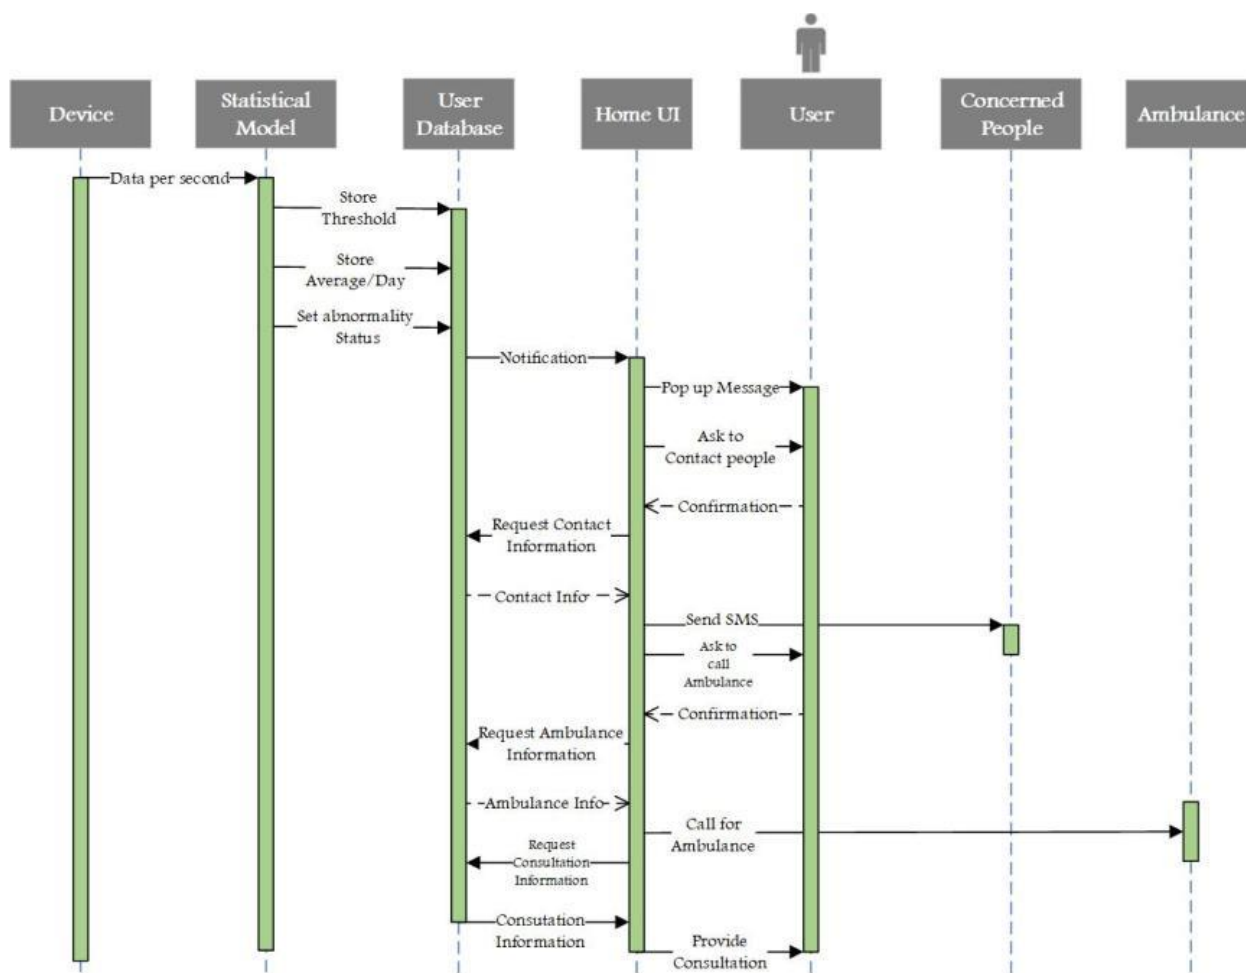 Device
Statistical
Model
User
Database
Home UI
User
Concerned
People
Ambulance
Data per second
Store
Threshold
Store
Average/Day
Set abnormality
Status
Notification
Pop up Message
Ask to
Contact people
Confirmation
Request Contact
Information
Contact Info
Send SMS
Ask to
call
Ambulance
Confirmation
Request Ambulance
Information
Ambulance Info
Call for
Ambulance
Request
Consultation
Information
Consutation
Information
Provide
Consultation